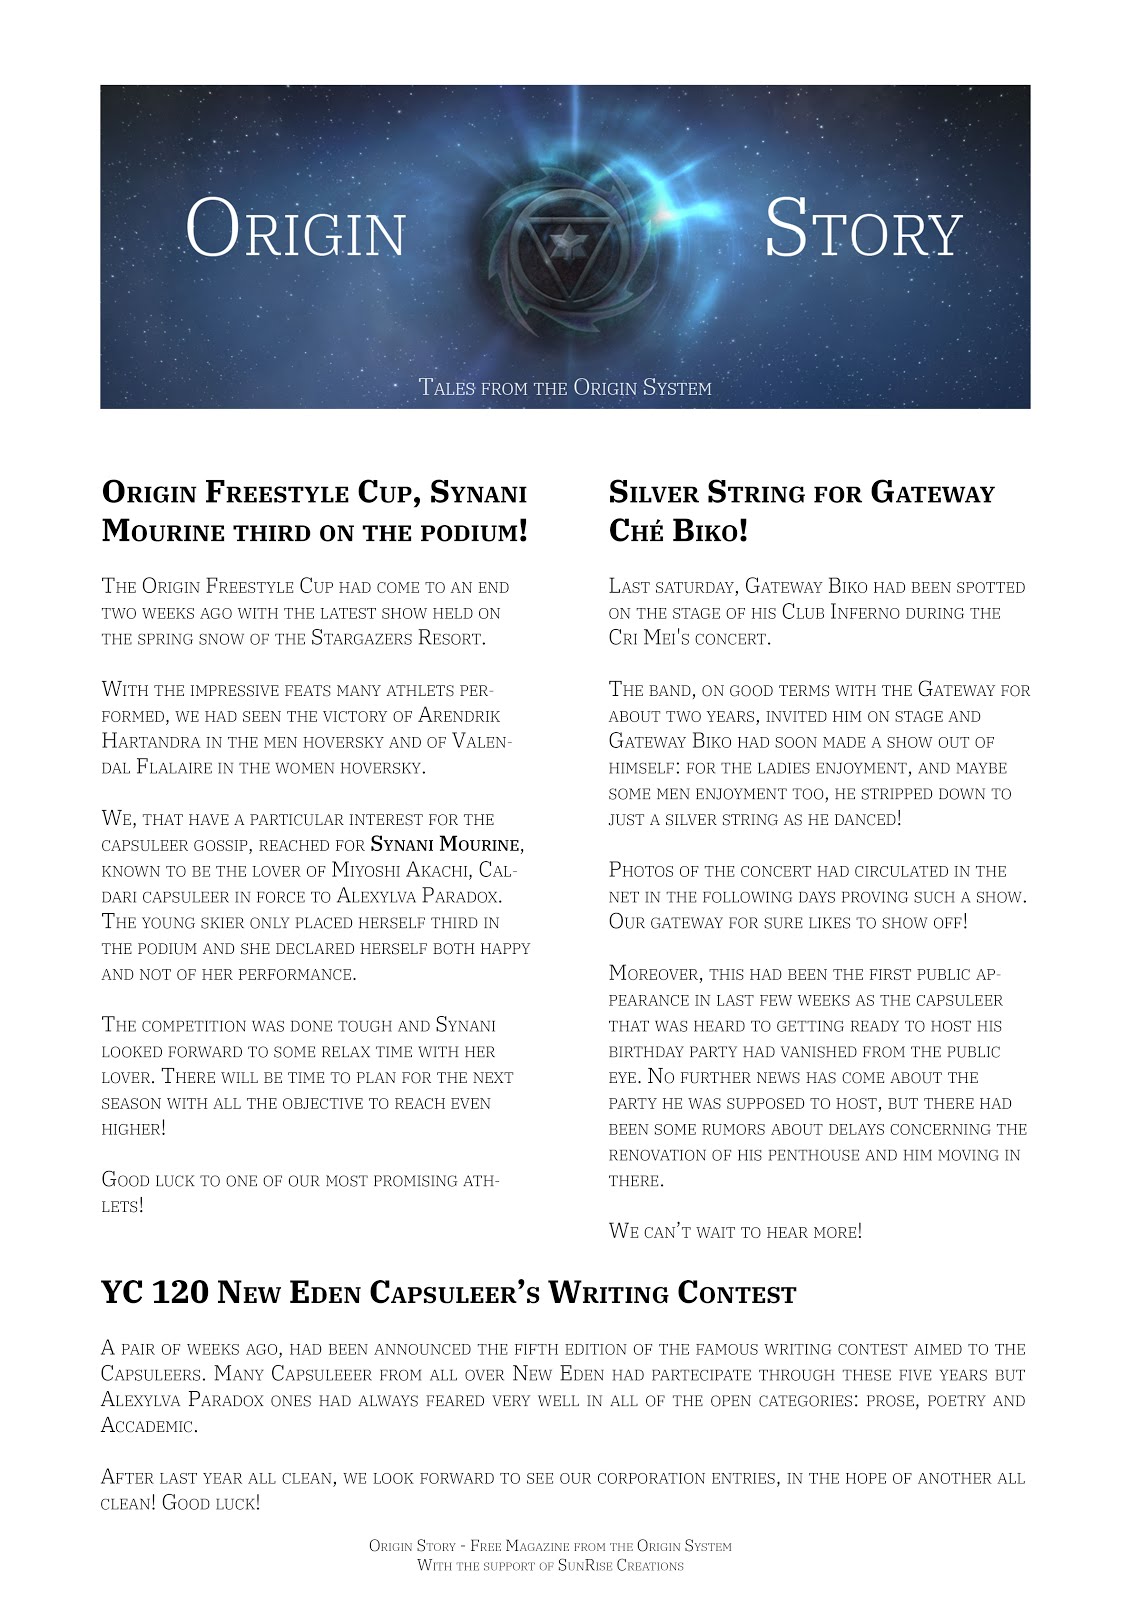 Origin Story
Tales from the Origin System
Origin Freestyle Cup, Synani
Mourine third on the podium!
The Origin Freestyle Cup had come to an end
two weeks ago with the latest show held on
the spring snow of the Stargazers Resort.
With the impressive feats many athlets per-
formed, we had seen the victory of Arendrik
Hartandra in the men hoversky and of Valen-
dal Flalaire in the women hoversky.
We, that have a particular interest for the
capsuleer gossip, reached for Synani Mourine,
known to be the lover of Miyoshi Akachi, Cal-
dari capsuleer in force to Alexylva Paradox.
The young skier only placed herself third in
the podium and she declared herself both happy
and not of her performance.
The competition was done tough and Synani
looked forward to some relax time with her
lover. There will be time to plan for the next
season with all the objective to reach even
higher!
Good luck to one of our most promising ath-
lets!
Silver String for Gateway
Ché Biko!
Last saturday, Gateway Biko had been spotted
on the stage of his Club Inferno during the
Cri Mei's concert.
The band, on good terms with the Gateway for
about two years, invited him on stage and
Gateway Biko had soon made a show out of
himself: for the ladies enjoyment, and maybe
some men enjoyment too, he stripped down to
just a silver string as he danced!
Photos of the concert had circulated in the
net in the following days proving such a show.
Our gateway for sure likes to show off!
Moreover, this had been the first public ap-
pearance in last few weeks as the capsuleer
that was heard to getting ready to host his
birthday party had vanished from the public
eye. No further news has come about the
party he was supposed to host, but there had
been some rumors about delays concerning the
renovation of his penthouse and him moving in
there.
We can’t wait to hear more!
YC 120 New Eden Capsuleer’s Writing Contest
A pair of weeks ago, had been announced the fifth edition of the famous writing contest aimed to the
Capsuleers. Many Capsuleeer from all over New Eden had partecipate through these five years but
Alexylva Paradox ones had always feared very well in all of the open categories: prose, poetry and
Accademic.
After last year all clean, we look forward to see our corporation entries, in the hope of another all
clean! Good luck!
Origin Story - Free Magazine from the Origin System
With the support of SunRise Creations